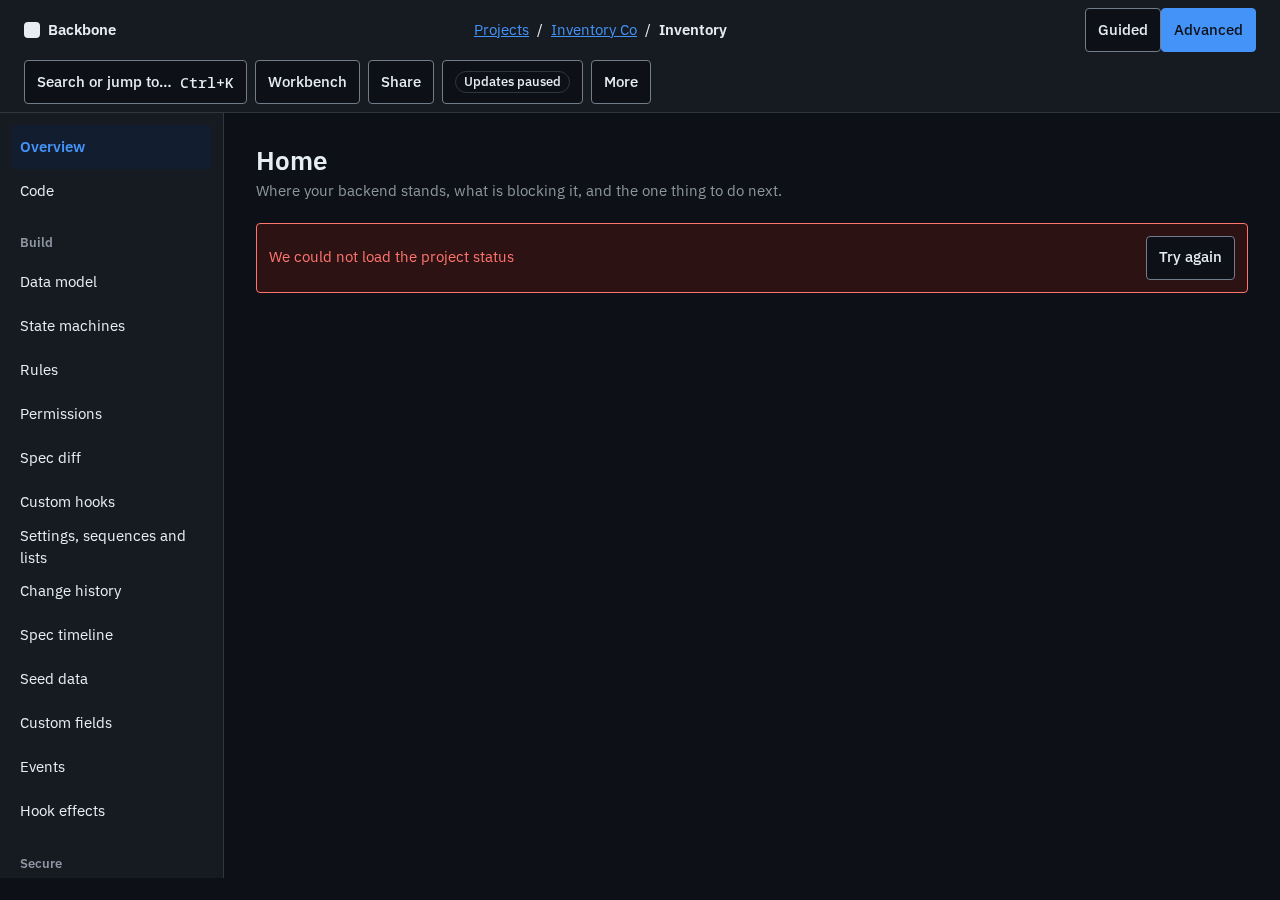 Backbone
Projects / Inventory Co / Inventory
Guided
Advanced
Search or jump to... Ctrl+K
Workbench
Share
Updates paused
More
Overview
Code
Build
Data model
State machines
Rules
Permissions
Spec diff
Custom hooks
Settings, sequences and
lists
Change history
Spec timeline
Seed data
Custom fields
Events
Hook effects
Secure
Home
Where your backend stands, what is blocking it, and the one thing to do next.
We could not load the project status
Try again